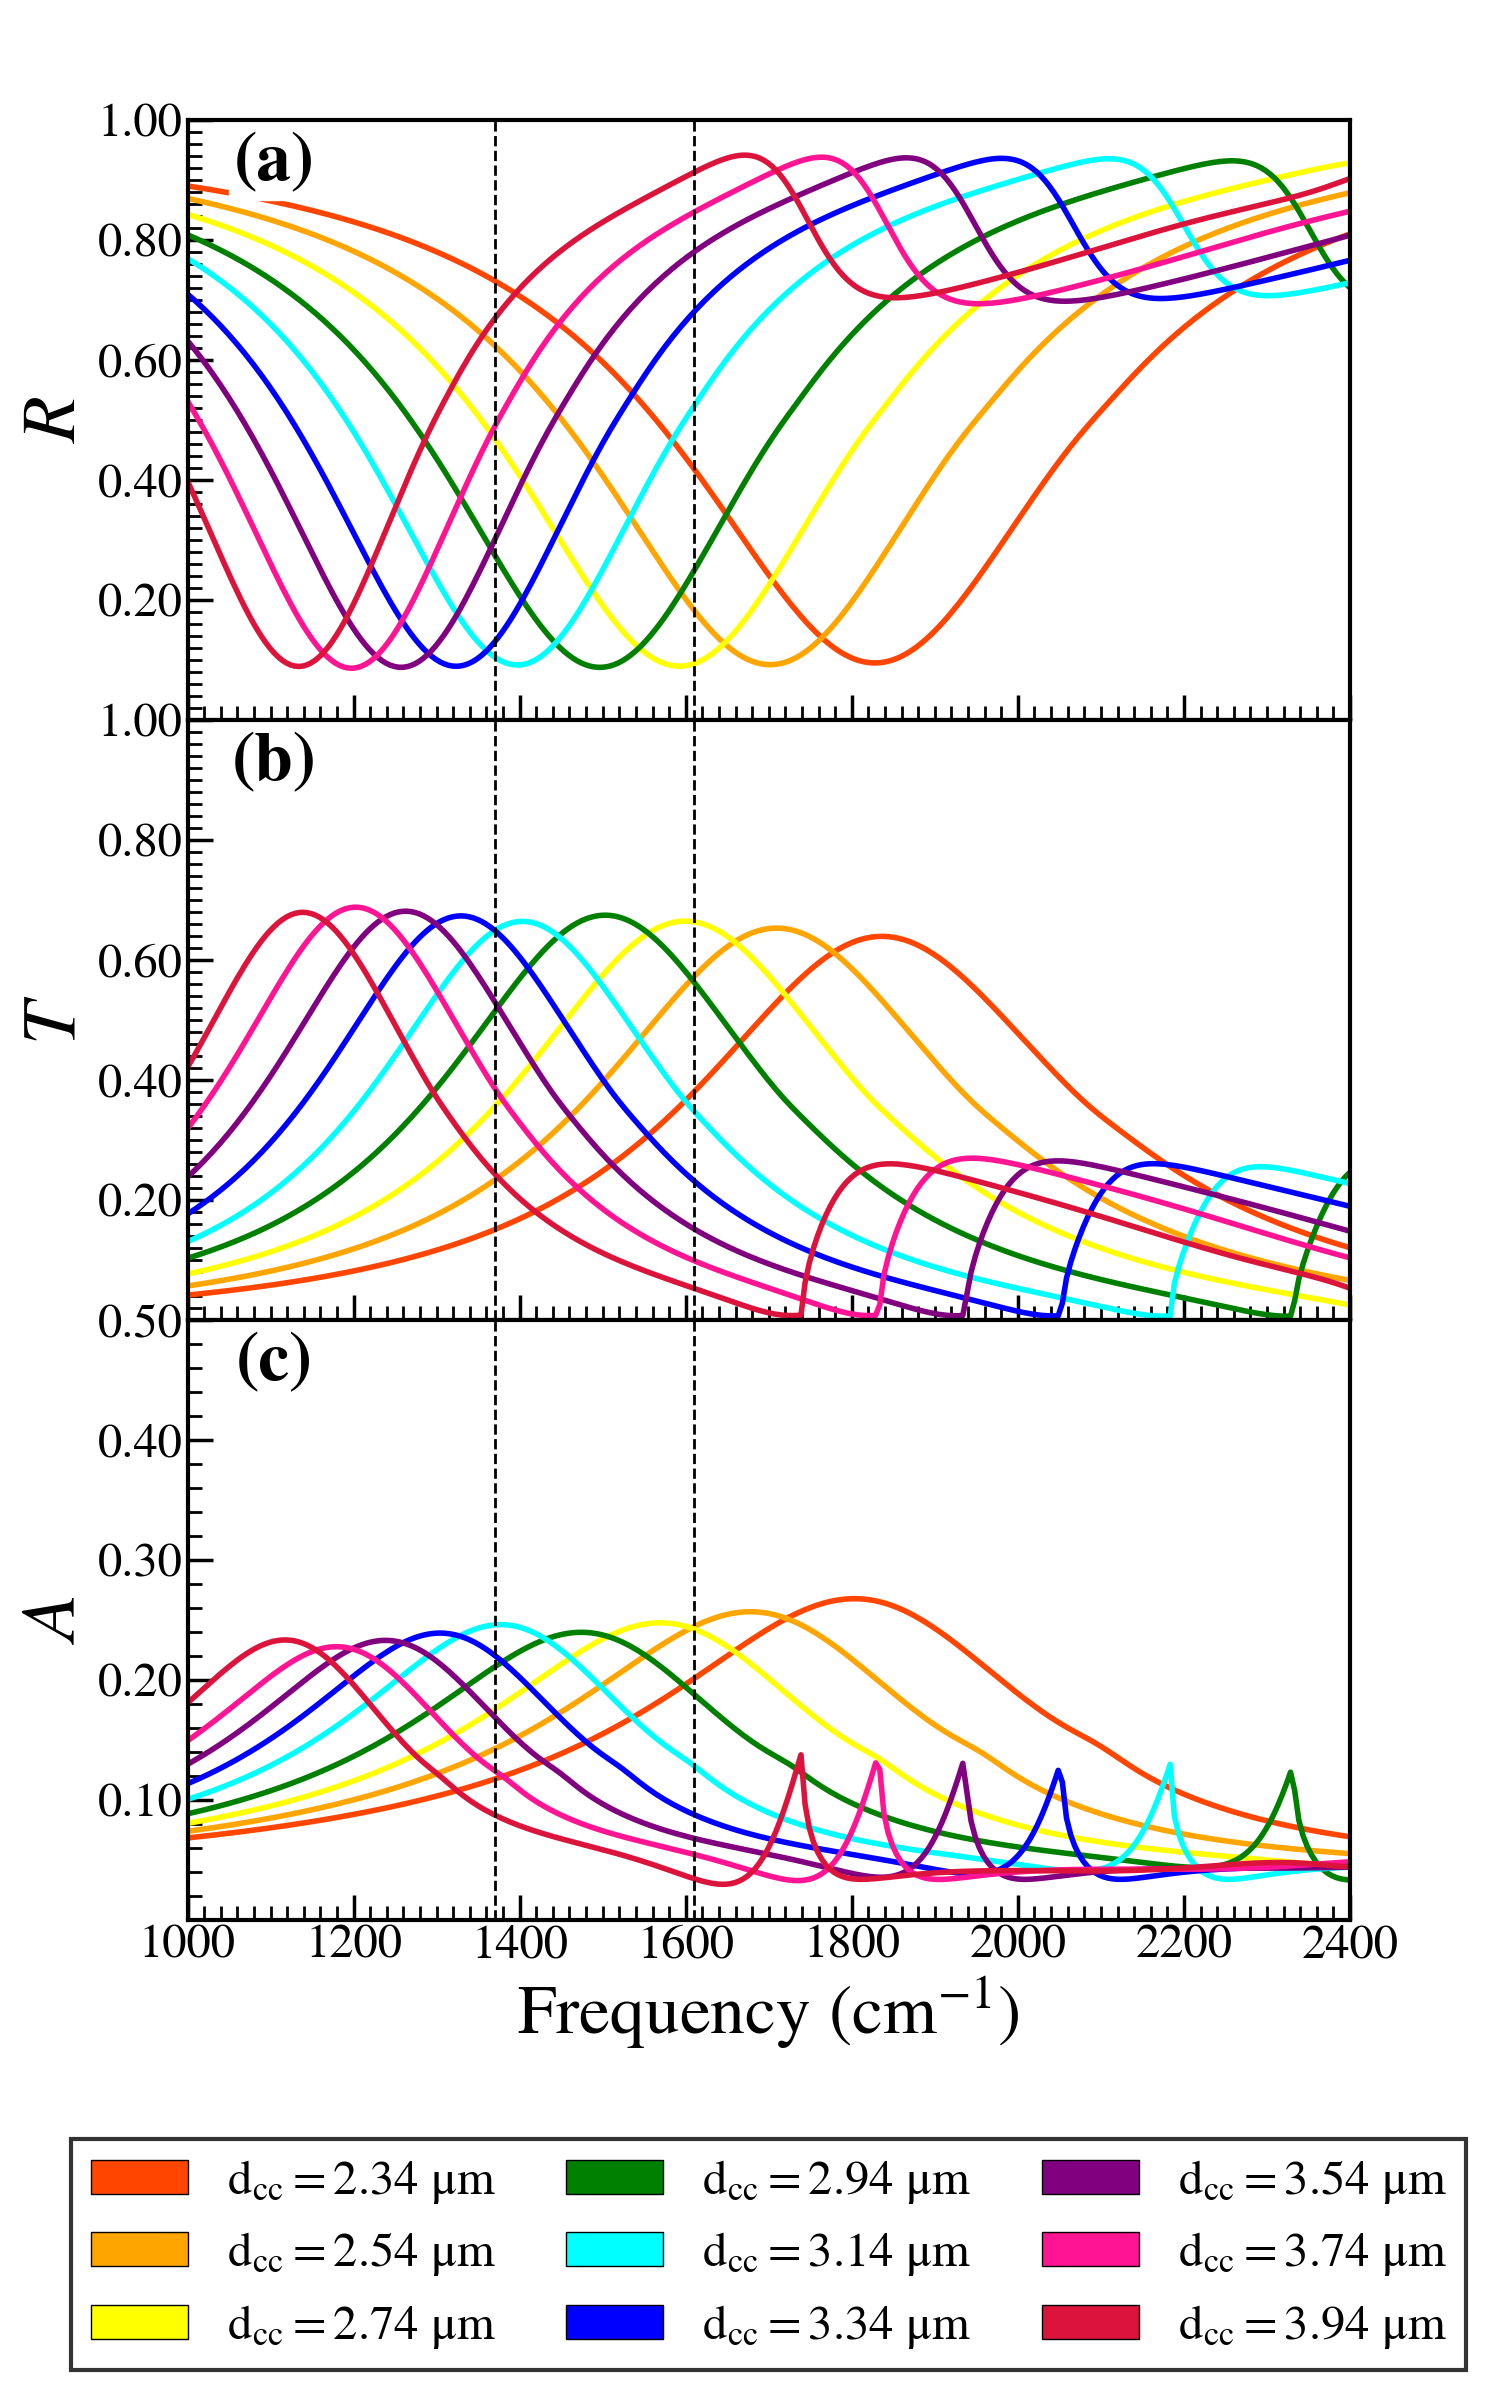 1.00
(a)
0.80
0.60
R
0.40
0.20
1.00
(b)
0.80
0.60
T
0.40
0.20
0.50
(c)
0.40
0.30
A
0.20
0.10
1000 1200 1400 1600 1800 2000 2200 2400
Frequency (cm⁻¹)
d_cc = 2.34 μm d_cc = 2.94 μm d_cc = 3.54 μm
d_cc = 2.54 μm d_cc = 3.14 μm d_cc = 3.74 μm
d_cc = 2.74 μm d_cc = 3.34 μm d_cc = 3.94 μm